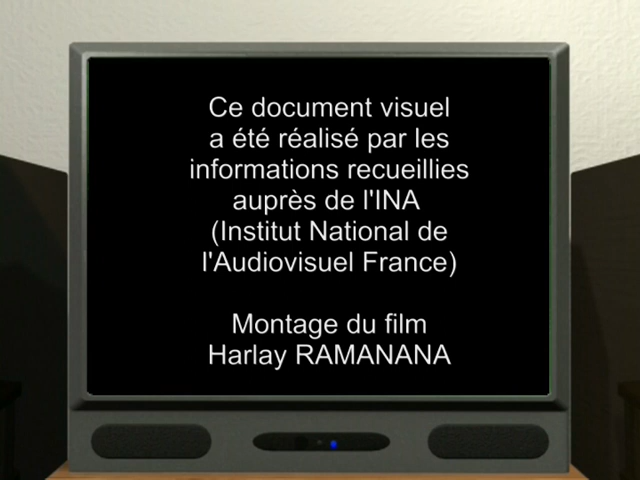 Ce document visuel
a été réalisé par les
informations recueillies
auprès de l'INA
(Institut National de
l'Audiovisuel France)
Montage du film
Harlay RAMANANA